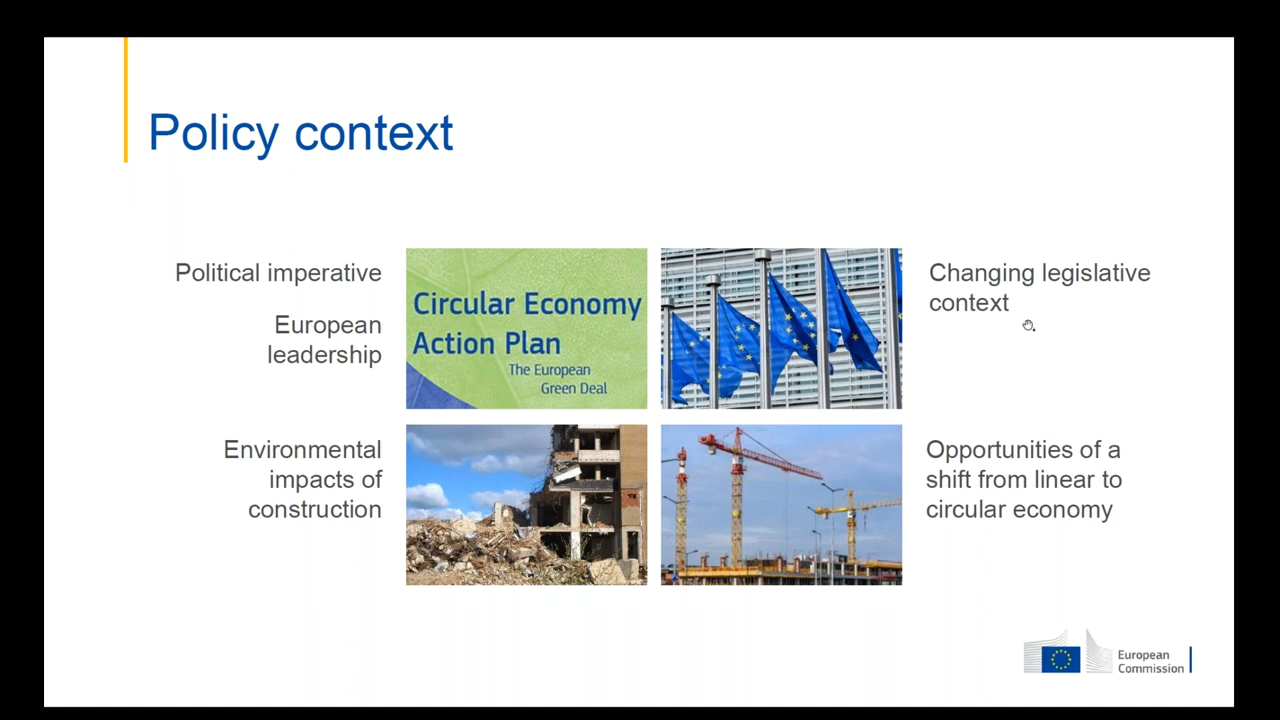 Policy context
Political imperative
European
leadership
Circular Economy
Action Plan
The European
Green Deal
Changing legislative
context
Environmental
impacts of
construction
Opportunities of a
shift from linear to
circular economy
European
Commission